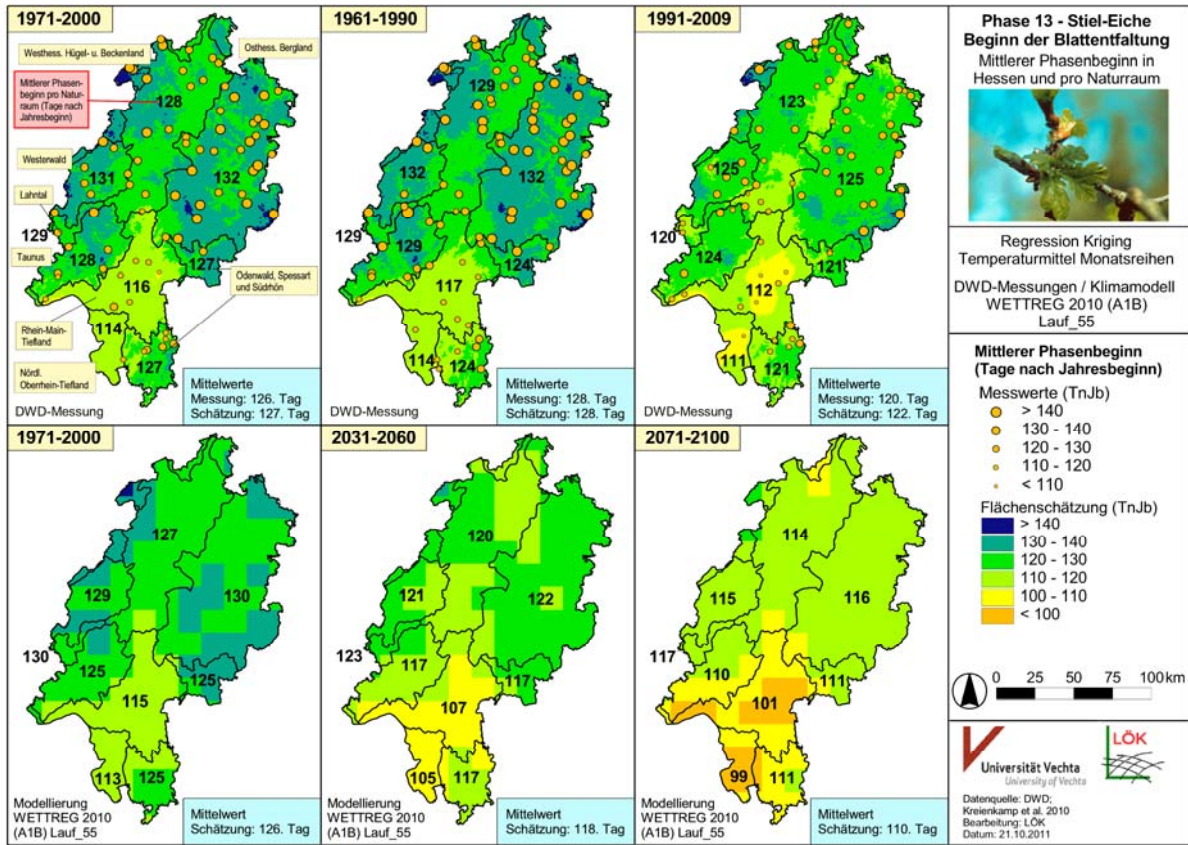 1971-2000
Westhess. Hügel- u. Beckenland
Osthess. Bergland
Mittlerer Phasen-
beginn pro Natur-
raum (Tage nach
Jahresbeginn)
128
Westerwald
131
132
Lahntal
129
Taunus
128
127
Odenwald, Spessart
und Südrhön
116
Rhein-Main-
Tiefland
114
127
Nördl.
Oberrhein-Tiefland
DWD-Messung
Mittelwerte
Messung: 126. Tag
Schätzung: 127. Tag
1961-1990
129
132
132
129
129
124
117
114
124
DWD-Messung
Mittelwerte
Messung: 128. Tag
Schätzung: 128. Tag
1991-2009
123
125
125
120
124
121
112
111
121
DWD-Messung
Mittelwerte
Messung: 120. Tag
Schätzung: 122. Tag
1971-2000
127
129
130
130
125
125
115
113
125
Modellierung
WETTREG 2010
(A1B) Lauf_55
Mittelwert
Schätzung: 126. Tag
2031-2060
120
121
122
123
117
117
107
105
117
Modellierung
WETTREG 2010
(A1B) Lauf_55
Mittelwert
Schätzung: 118. Tag
2071-2100
114
115
116
117
110
111
101
99
111
Modellierung
WETTREG 2010
(A1B) Lauf_55
Mittelwert
Schätzung: 110. Tag
Phase 13 - Stiel-Eiche
Beginn der Blattentfaltung
Mittlerer Phasenbeginn in
Hessen und pro Naturraum
Regression Kriging
Temperaturmittel Monatsreihen
DWD-Messungen / Klimamodell
WETTREG 2010 (A1B)
Lauf_55
Mittlerer Phasenbeginn
(Tage nach Jahresbeginn)
Messwerte (TnJb)
> 140
130 - 140
120 - 130
110 - 120
< 110
Flächenschätzung (TnJb)
> 140
130 - 140
120 - 130
110 - 120
100 - 110
< 100
0 25 50 75 100 km
Universität Vechta
University of Vechta
LÖK
Datenquelle: DWD;
Kreienkamp et al. 2010
Bearbeitung: LÖK
Datum: 21.10.2011